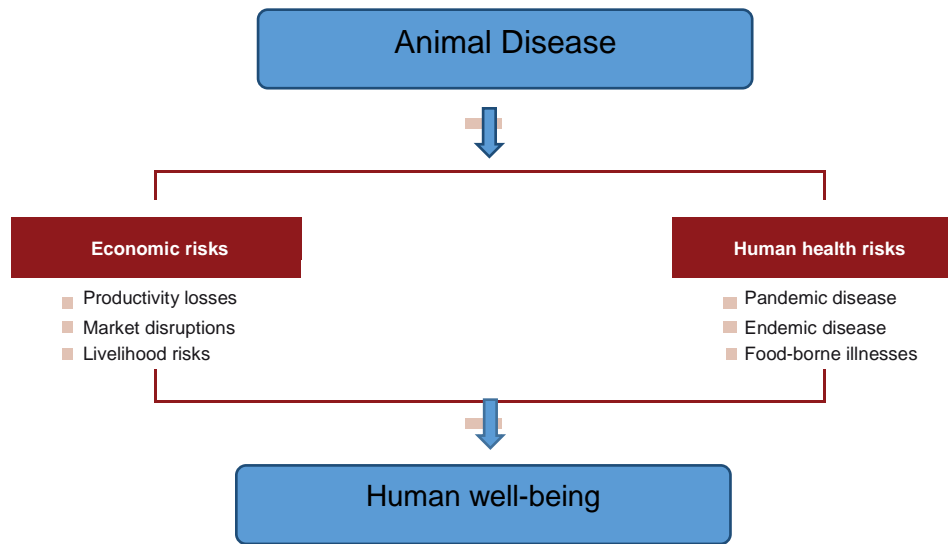 Animal Disease
Economic risks
Productivity losses
Market disruptions
Livelihood risks
Human health risks
Pandemic disease
Endemic disease
Food-borne illnesses
Human well-being